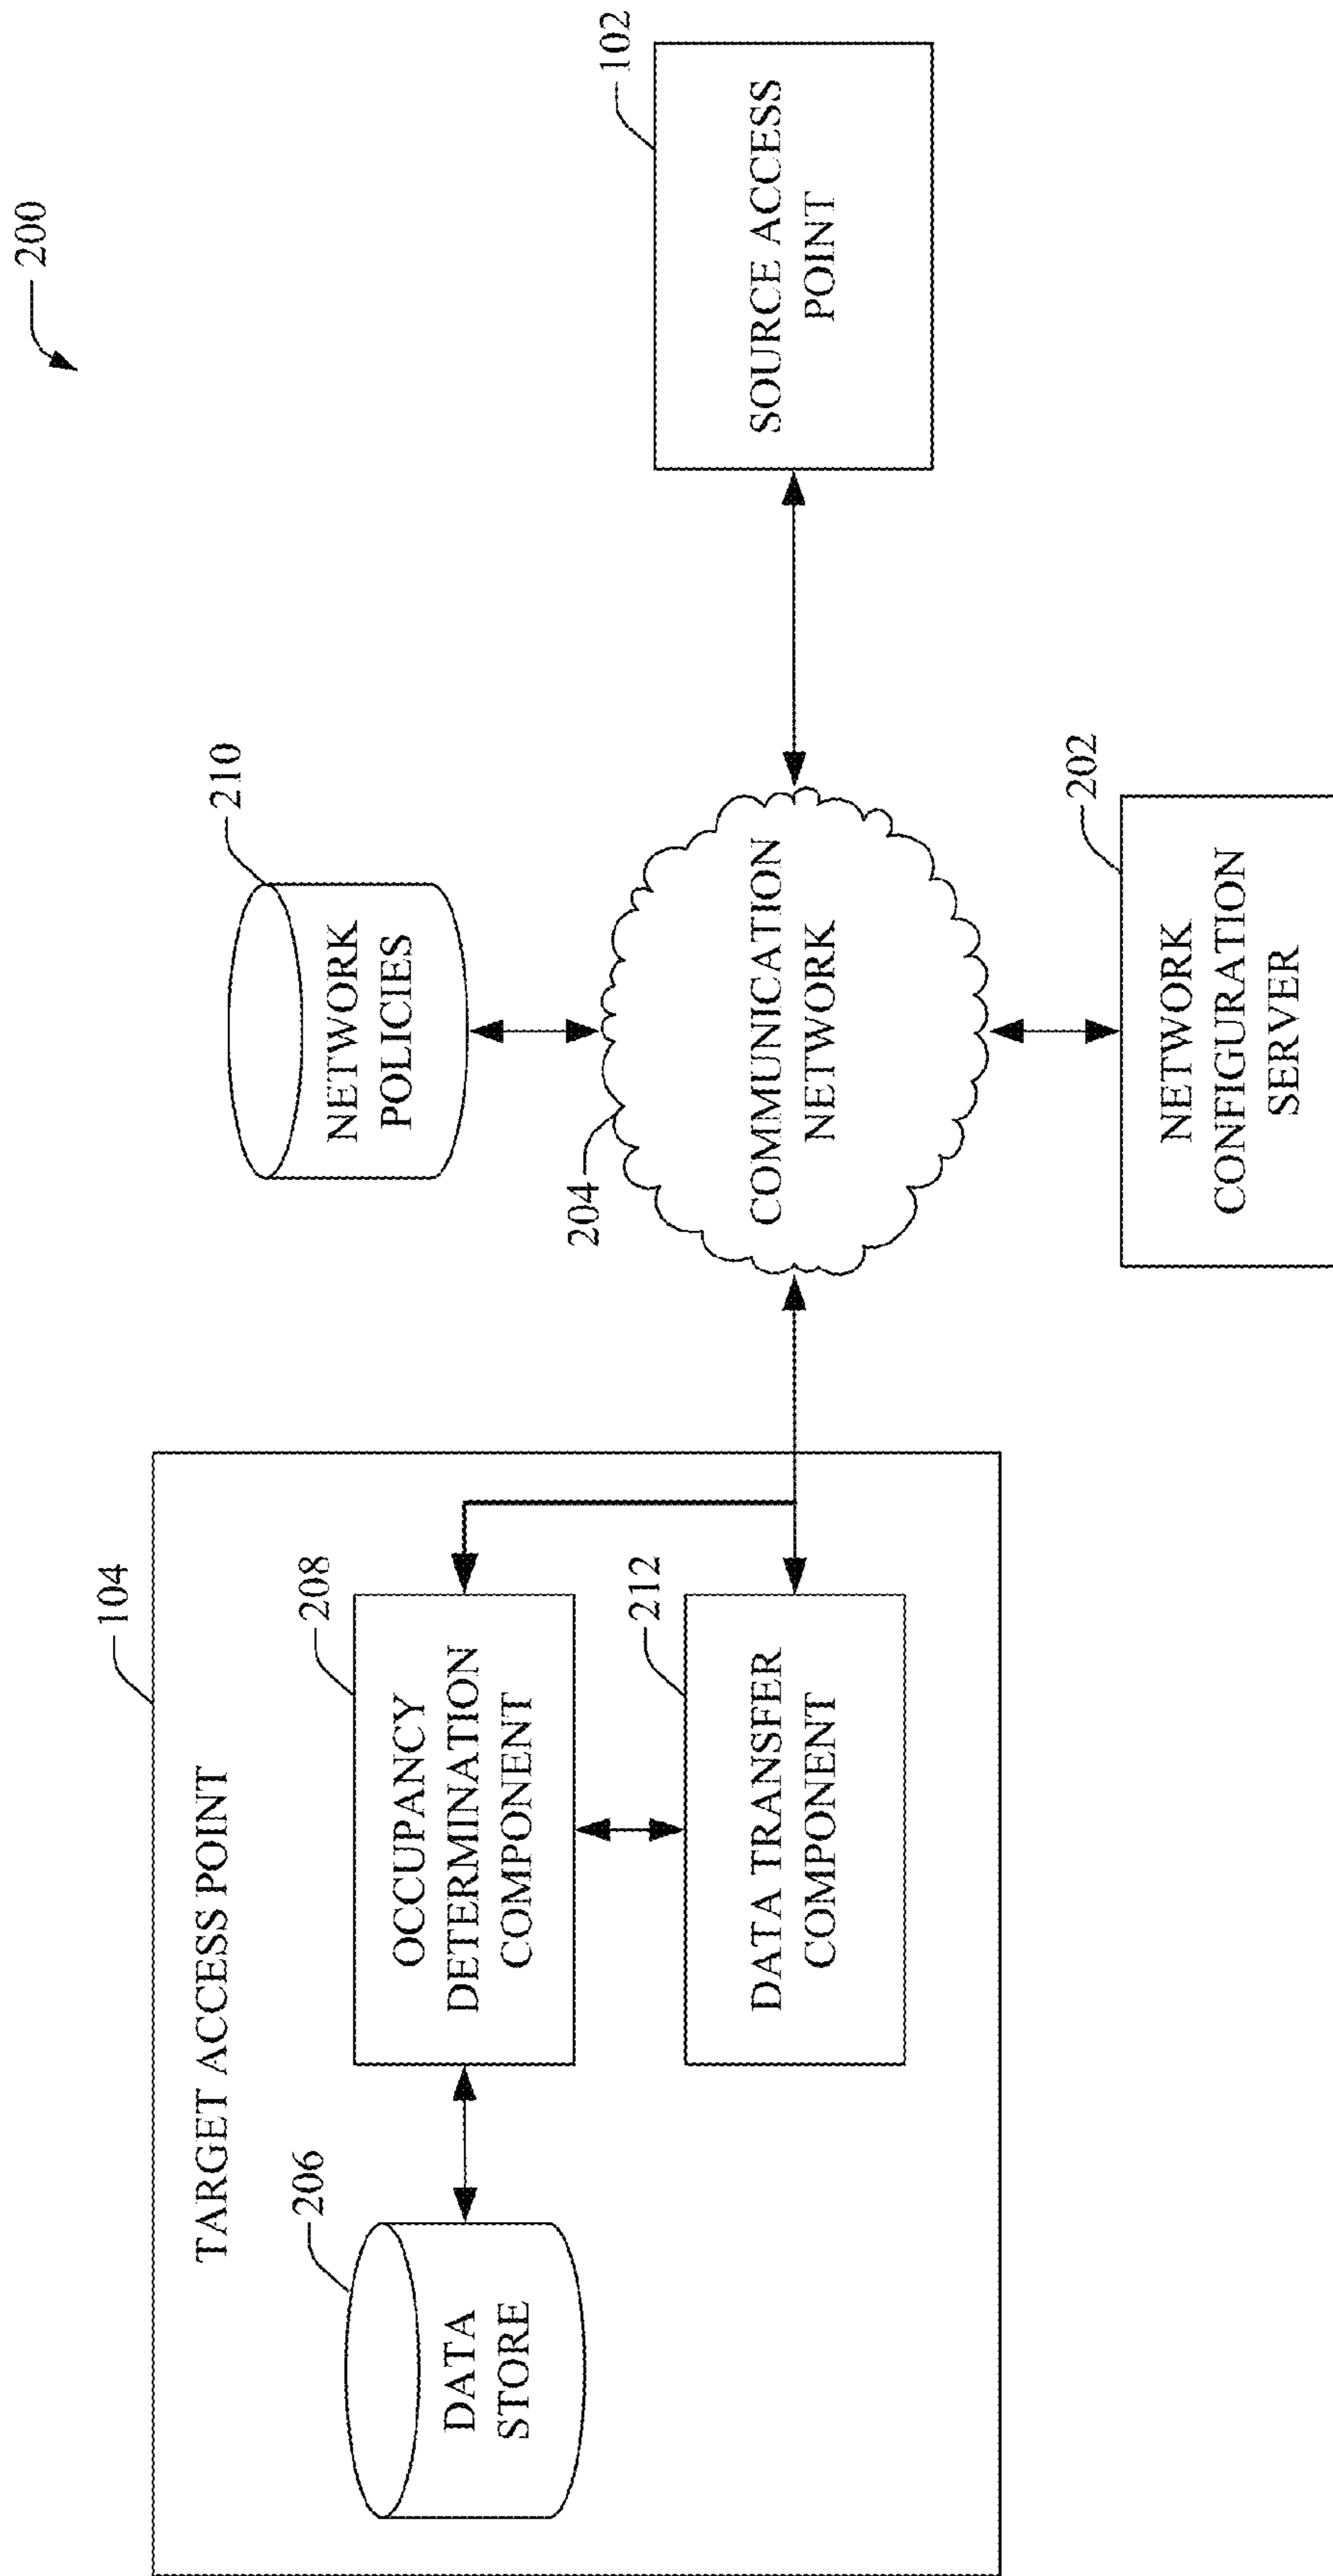 200
104
TARGET ACCESS POINT
206
DATA
STORE
208
OCCUPANCY
DETERMINATION
COMPONENT
212
DATA TRANSFER
COMPONENT
210
NETWORK
POLICIES
204
COMMUNICATION
NETWORK
202
NETWORK
CONFIGURATION
SERVER
102
SOURCE ACCESS
POINT